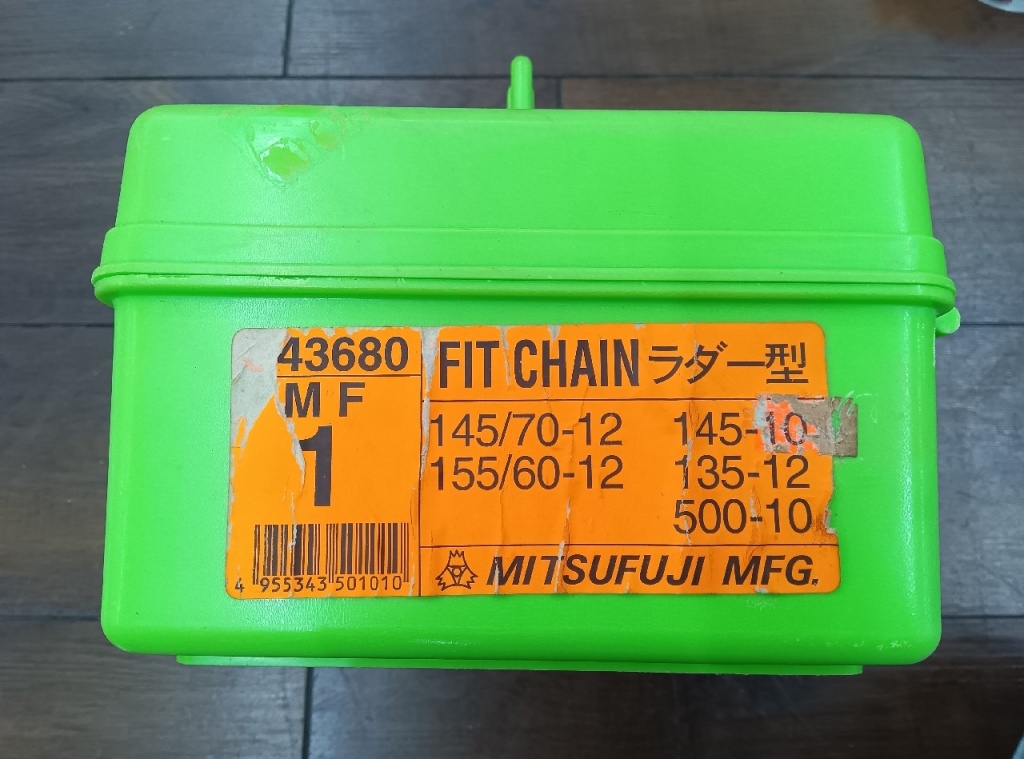 43680
MF
1
4 955343 501010
FIT CHAIN ラダー型
145/70-12 145-10
155/60-12 135-12
500-10
MITSUFUJI MFG.